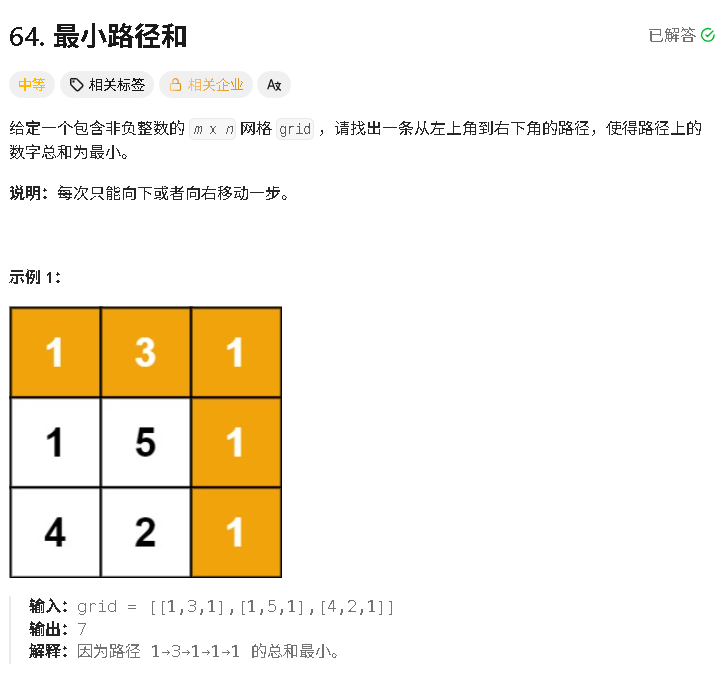 64. 最小路径和
已解答
中等 相关标签 相关企业 Aあ
给定一个包含非负整数的 m x n 网格 grid ，请找出一条从左上角到右下角的路径，使得路径上的
数字总和为最小。
说明：每次只能向下或者向右移动一步。
示例 1：
1 3 1
1 5 1
4 2 1
输入：grid = [[1,3,1],[1,5,1],[4,2,1]]
输出：7
解释：因为路径 1→3→1→1→1 的总和最小。